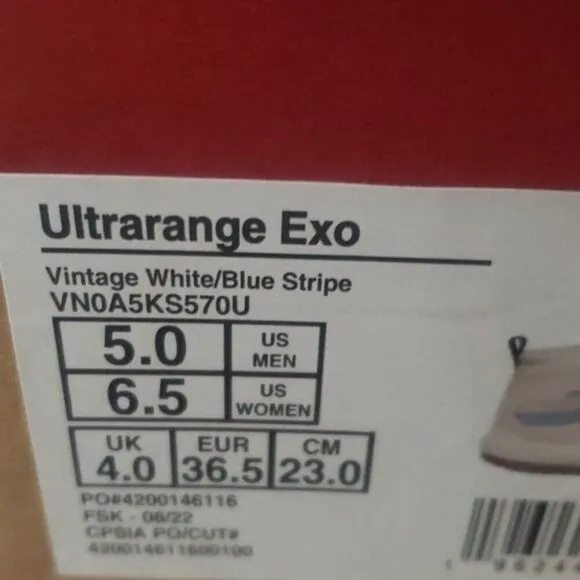 Ultrarange Exo
Vintage White/Blue Stripe
VN0A5KS570U
5.0 US MEN
6.5 US WOMEN
UK EUR CM
4.0 36.5 23.0
PO#4200146116
FSK - 06/22
CPSIA PO/CUT#
420014611600100